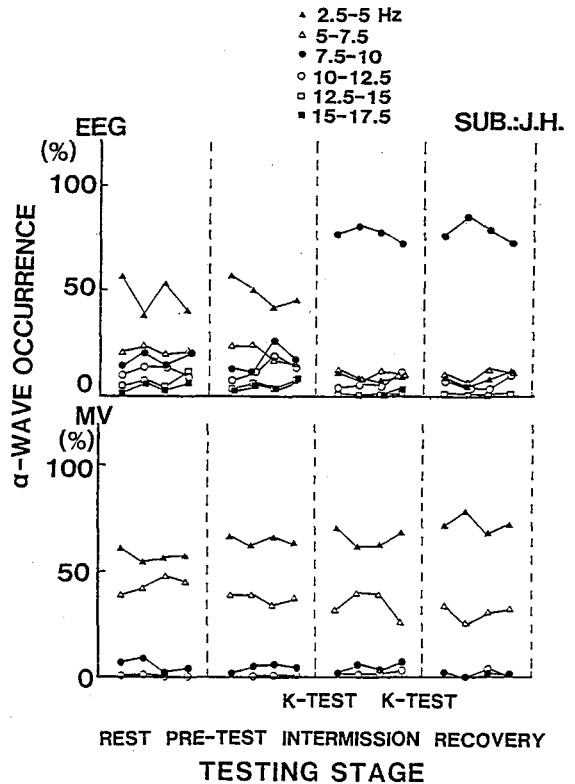 ▲ 2.5-5 Hz
△ 5-7.5
● 7.5-10
○ 10-12.5
□ 12.5-15
■ 15-17.5
EEG
SUB.:J.H.
(%)
100
50
0
α-WAVE OCCURRENCE
MV
(%)
100
50
0
K-TEST K-TEST
REST PRE-TEST INTERMISSION RECOVERY
TESTING STAGE